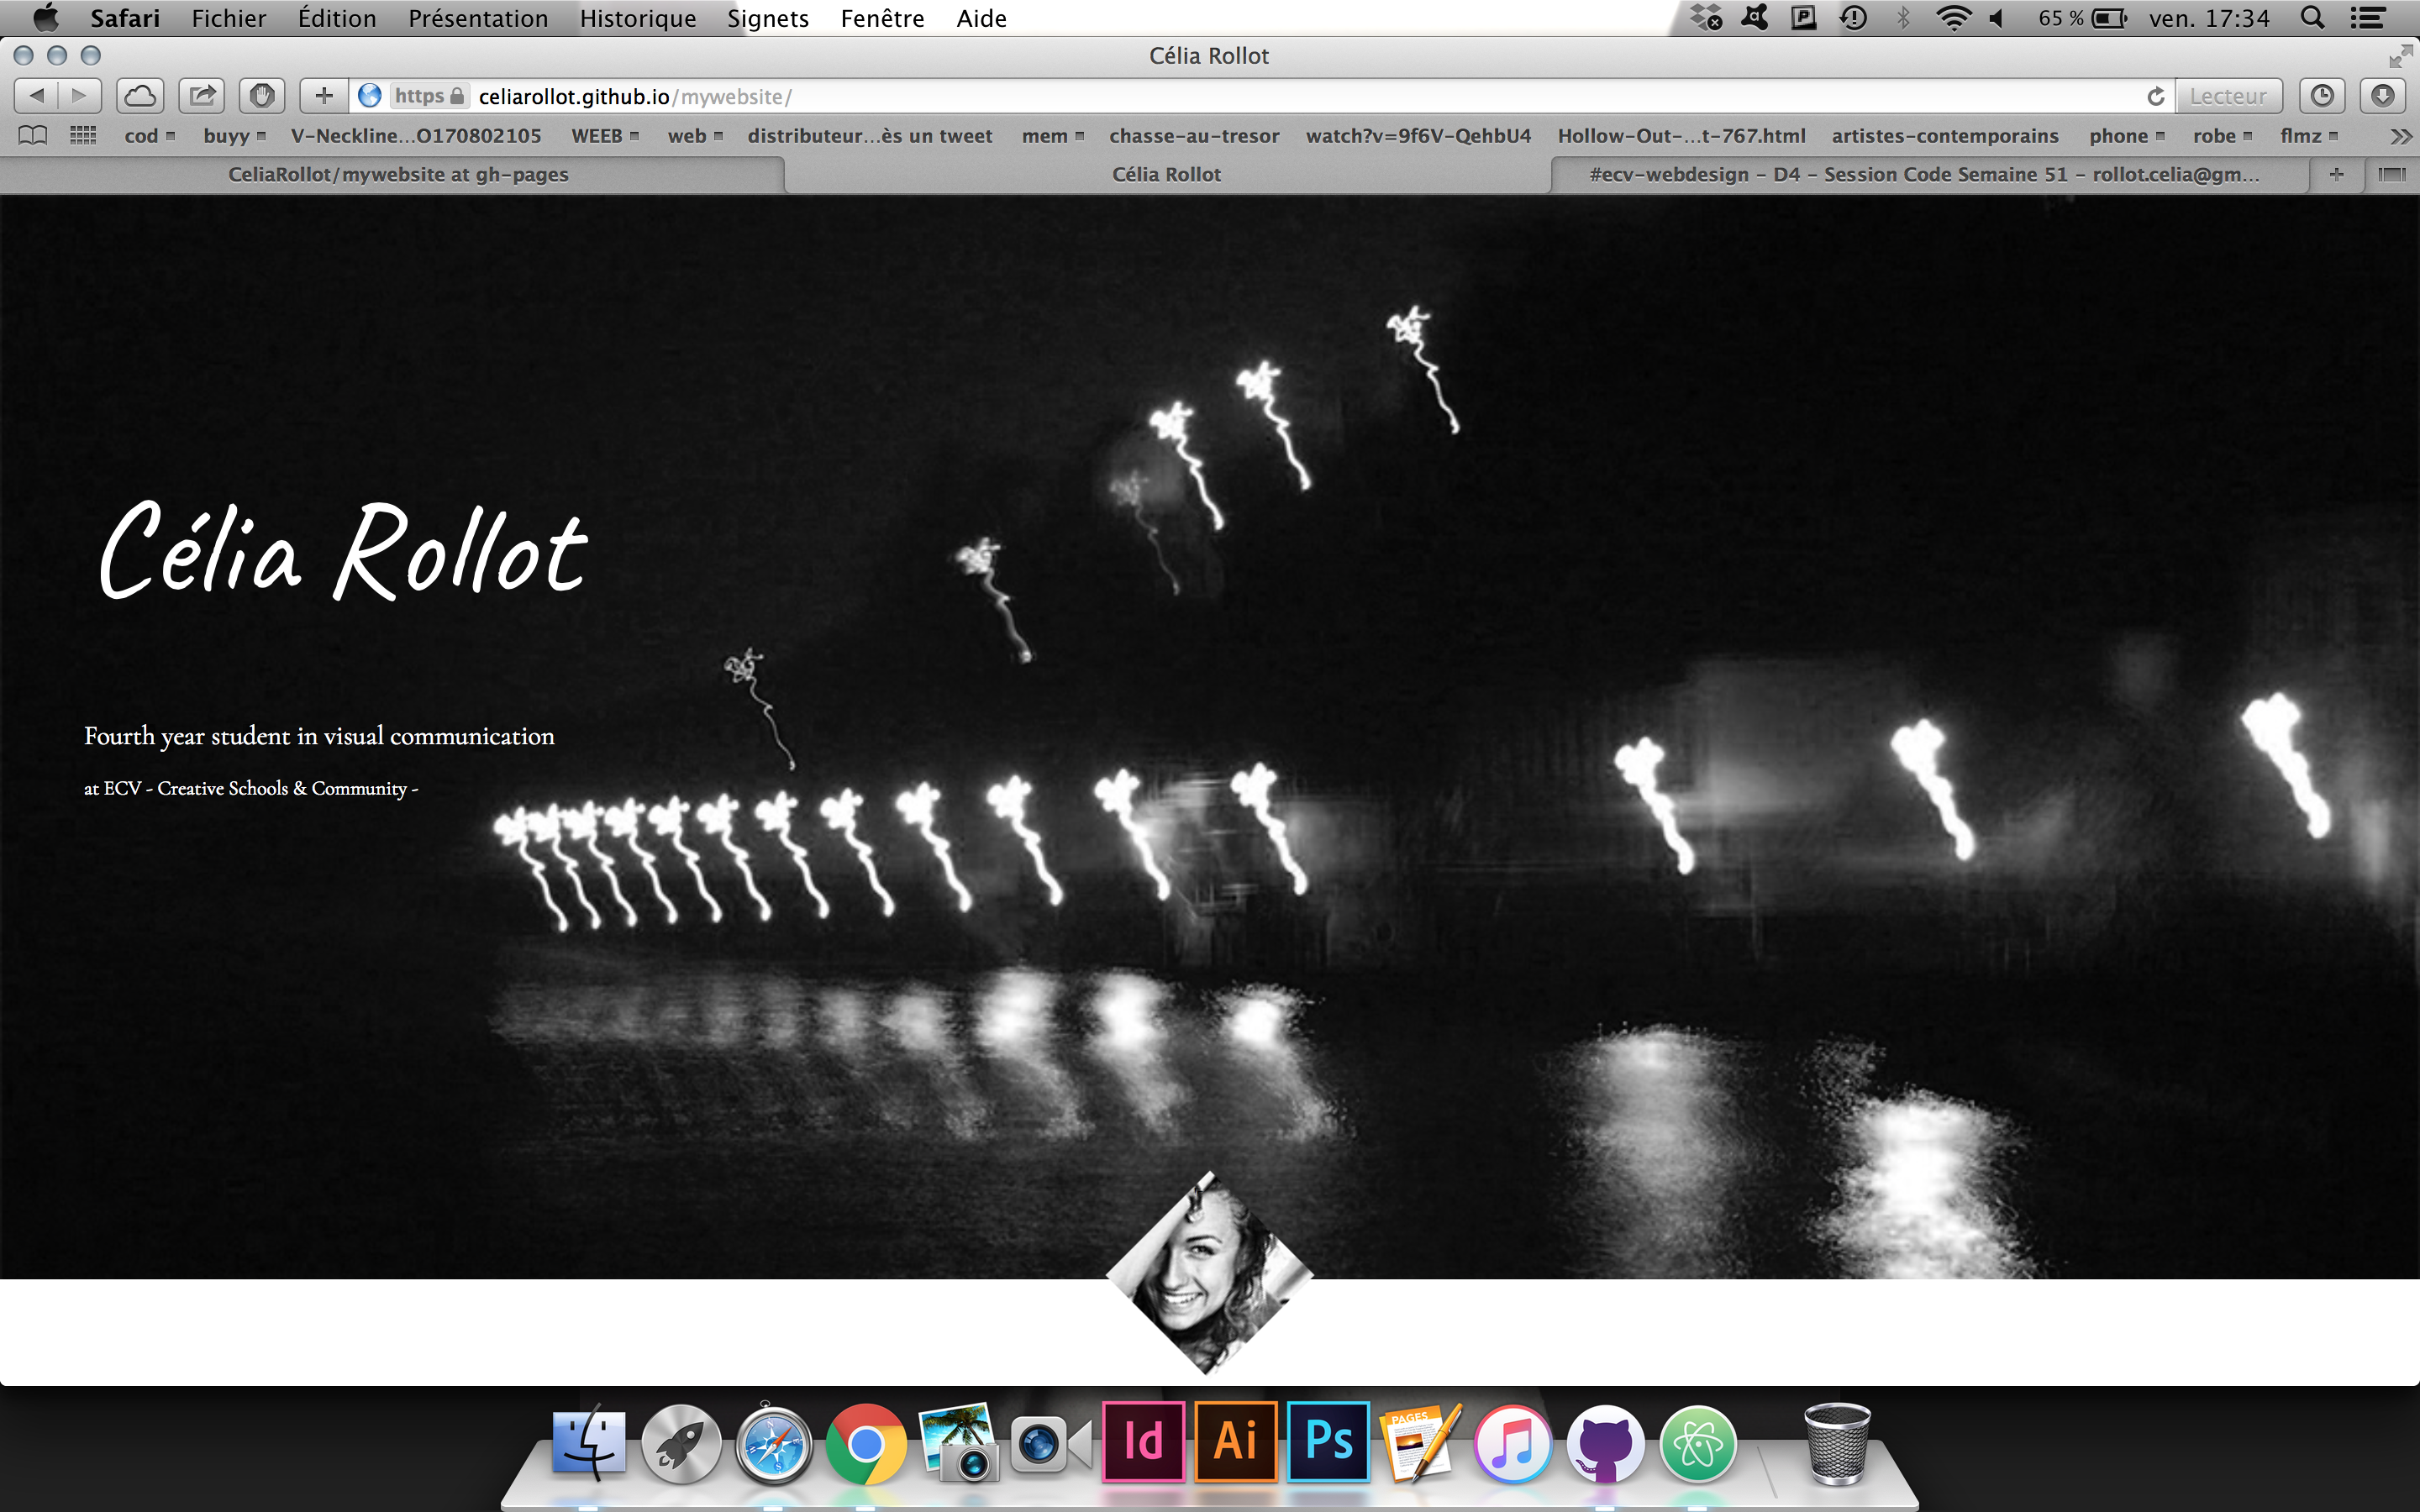 Safari Fichier Édition Présentation Historique Signets Fenêtre Aide 65 % ven. 17:34
Célia Rollot
https celiarollot.github.io/mywebsite/ Lecteur
cod buyy V-Neckline...O170802105 WEEB web distributeur...ès un tweet mem chasse-au-tresor watch?v=9f6V-QehbU4 Hollow-Out-...t-767.html artistes-contemporains phone robe flmz
CeliaRollot/mywebsite at gh-pages Célia Rollot #ecv-webdesign – D4 – Session Code Semaine 51 – rollot.celia@gm...
Célia Rollot
Fourth year student in visual communication
at ECV - Creative Schools & Community -
Id Ai Ps PAGES